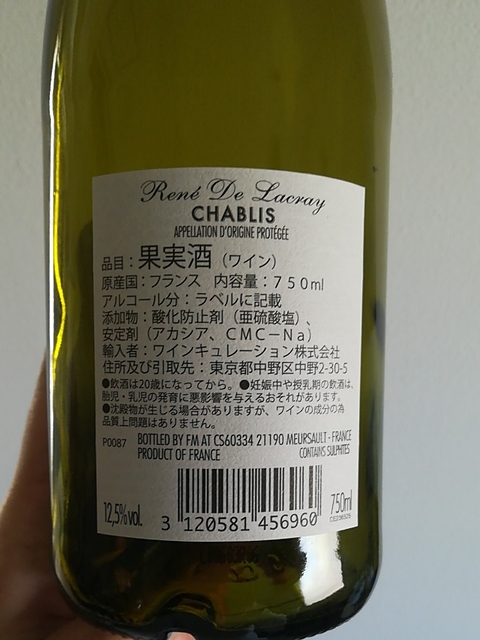 René De Lacray
CHABLIS
APPELLATION D'ORIGINE PROTÉGÉE
品目：果実酒（ワイン）
原産国：フランス　内容量：７５０ml
アルコール分：ラベルに記載
添加物：酸化防止剤（亜硫酸塩）、
安定剤（アカシア、ＣＭＣ－Ｎａ）
輸入者：ワインキュレーション株式会社
住所及び引取先：東京都中野区中野2-30-5
●飲酒は20歳になってから。●妊娠中や授乳期の飲酒は、
胎児・乳児の発育に悪影響を与えるおそれがあります。
●沈殿物が生じる場合がありますが、ワインの成分の為
品質上問題はありません。
P0087 BOTTLED BY FM AT CS60334 21190 MEURSAULT - FRANCE
PRODUCT OF FRANCE CONTAINS SULPHITES
12,5% vol. 3 120581 456960 750ml